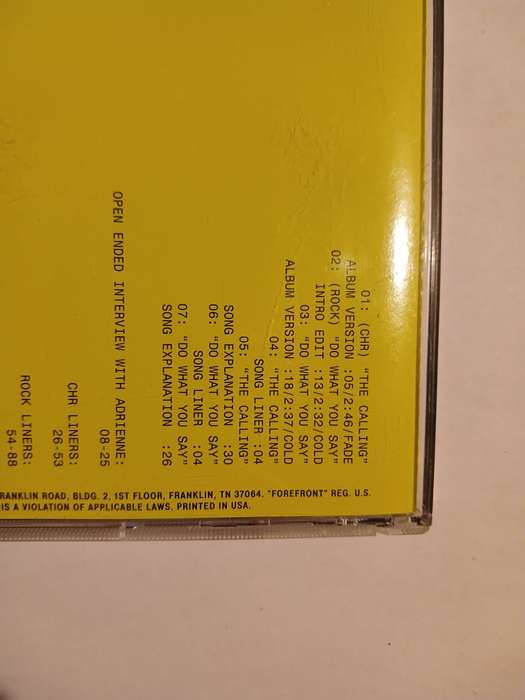 01: (CHR) "THE CALLING"
ALBUM VERSION :05/2:46/FADE
02: (ROCK) "DO WHAT YOU SAY"
INTRO EDIT :13/2:32/COLD
03: "DO WHAT YOU SAY"
ALBUM VERSION :18/2:37/COLD
04: "THE CALLING"
SONG LINER :04
05: "THE CALLING"
SONG EXPLANATION :30
06: "DO WHAT YOU SAY"
SONG LINER :04
07: "DO WHAT YOU SAY"
SONG EXPLANATION :26
OPEN ENDED INTERVIEW WITH ADRIENNE:
08-25
CHR LINERS:
26-53
ROCK LINERS:
54-88
RANKLIN ROAD, BLDG. 2, 1ST FLOOR, FRANKLIN, TN 37064. "FOREFRONT" REG. U.S.
IS A VIOLATION OF APPLICABLE LAWS. PRINTED IN USA.